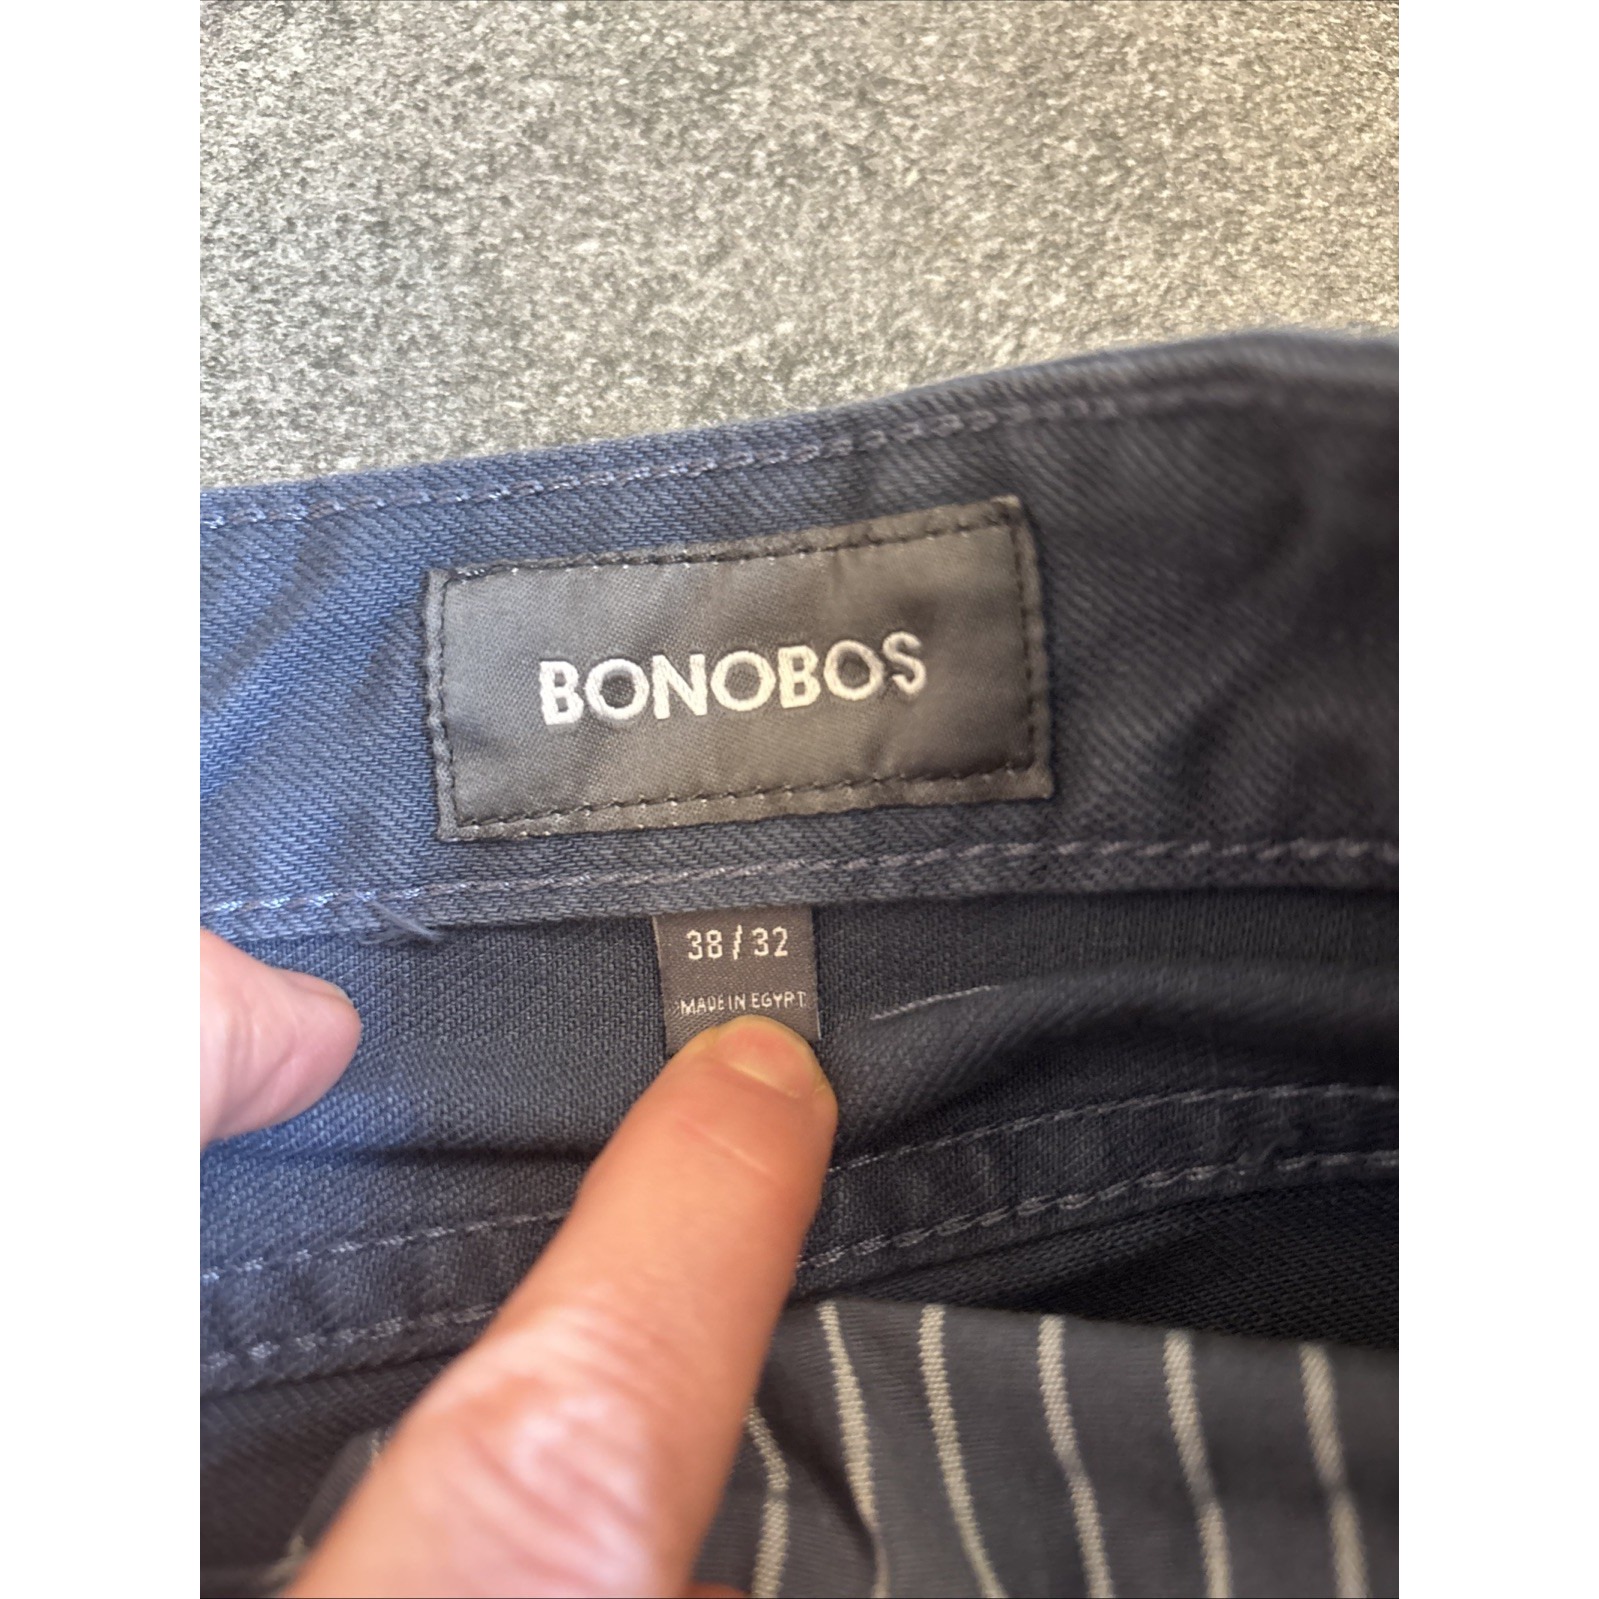 BONOBOS
38 / 32
MADE IN EGYPT